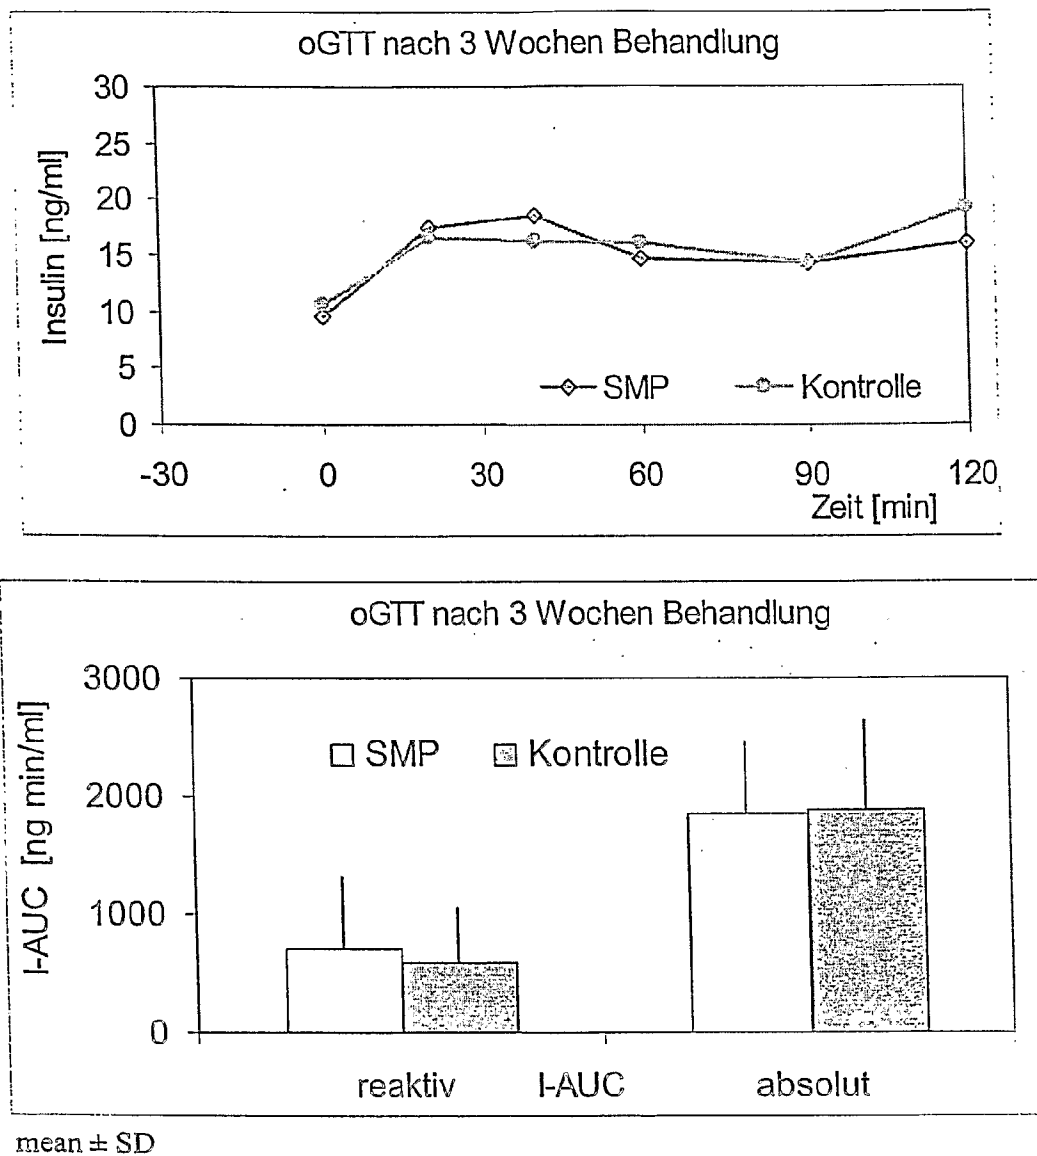 oGTT nach 3 Wochen Behandlung
30
25
20
15
10
5
0
Insulin [ng/ml]
SMP
Kontrolle
-30 0 30 60 90 120
Zeit [min]
oGTT nach 3 Wochen Behandlung
3000
2000
1000
0
I-AUC [ng min/ml]
SMP
Kontrolle
reaktiv I-AUC absolut
mean ± SD